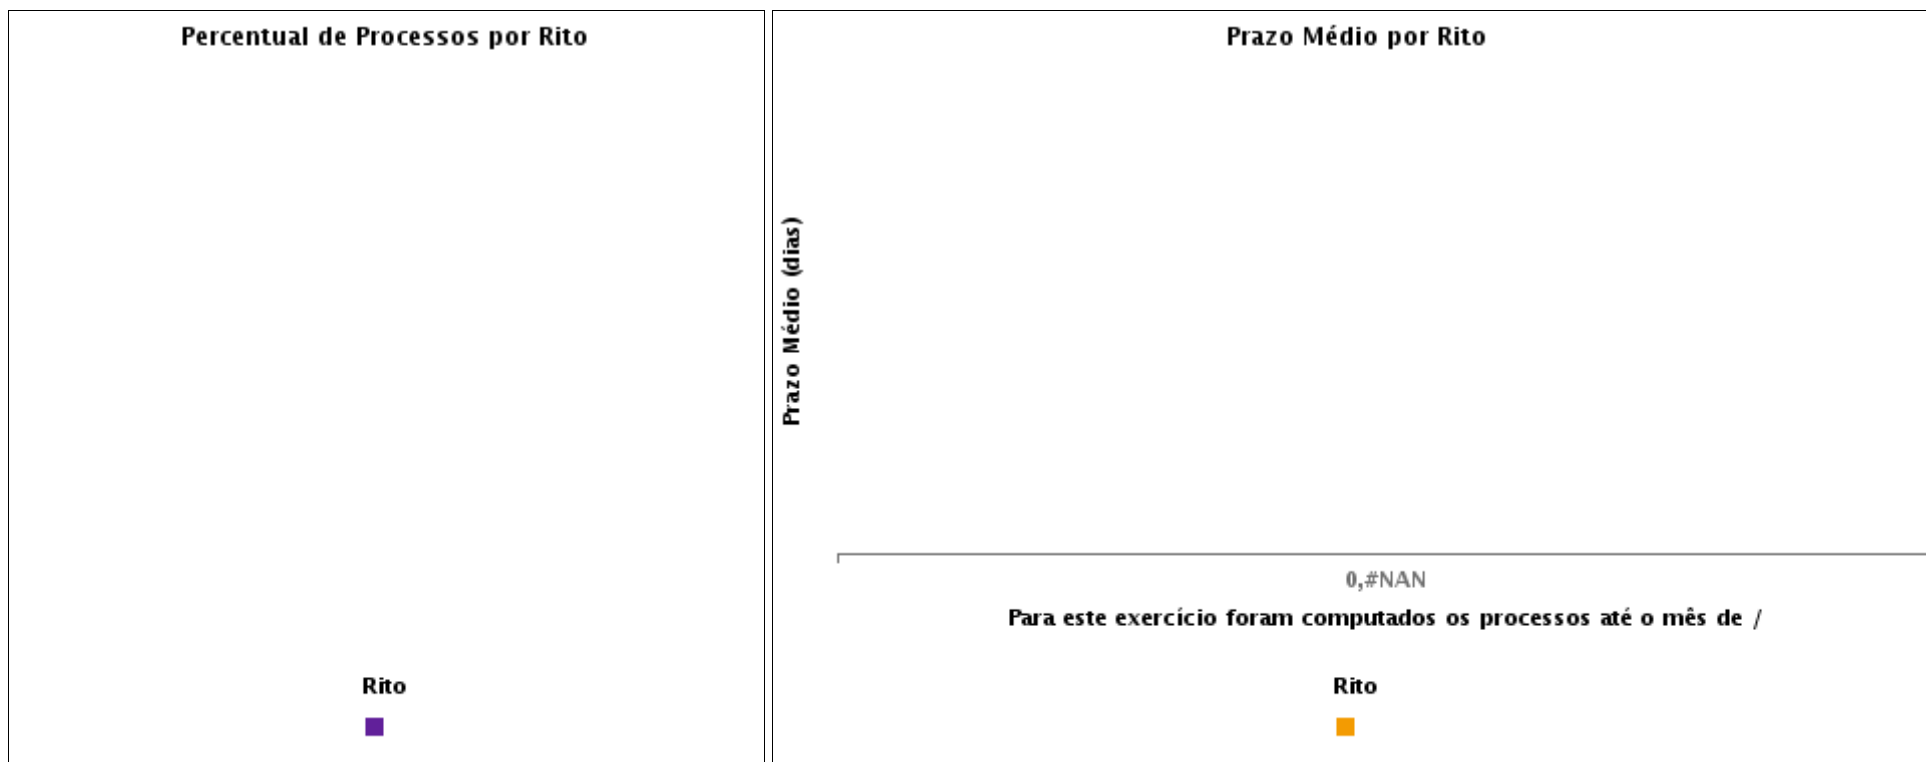 Percentual de Processos por Rito
Rito
Prazo Médio por Rito
Prazo Médio (dias)
0,#NAN
Para este exercício foram computados os processos até o mês de /
Rito